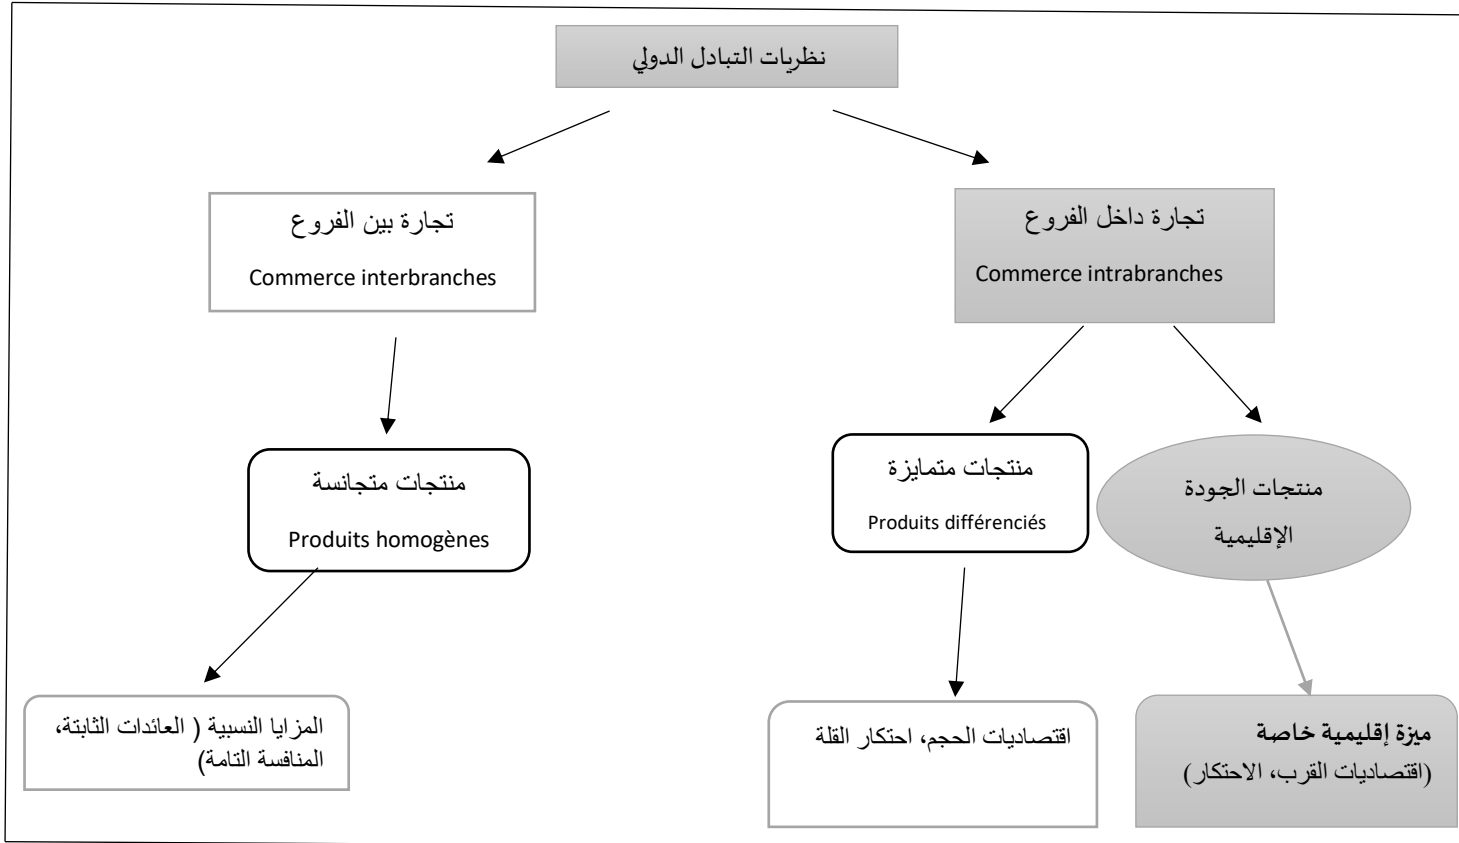 نظريات التبادل الدولي
تجارة داخل الفروع
Commerce intrabranches
تجارة بين الفروع
Commerce interbranches
منتجات الجودة
الإقليمية
منتجات متمايزة
Produits différenciés
منتجات متجانسة
Produits homogènes
ميزة إقليمية خاصة
(اقتصاديات القرب، الاحتكار)
اقتصاديات الحجم، احتكار القلة
المزايا النسبية ( العائدات الثابتة،
المنافسة التامة)